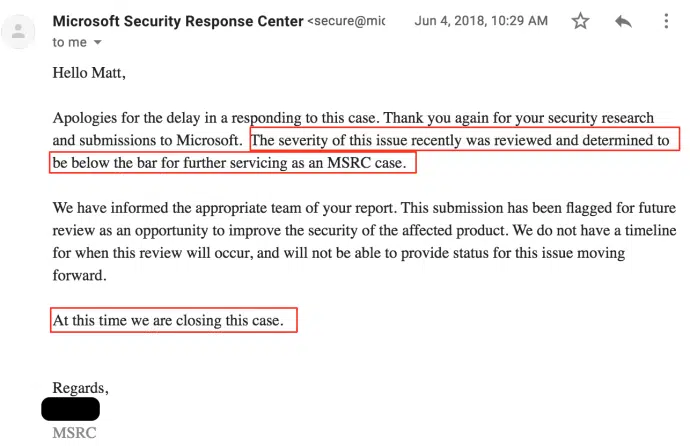 Microsoft Security Response Center <secure@mic Jun 4, 2018, 10:29 AM
to me
Hello Matt,
Apologies for the delay in a responding to this case. Thank you again for your security research
and submissions to Microsoft. The severity of this issue recently was reviewed and determined to
be below the bar for further servicing as an MSRC case.
We have informed the appropriate team of your report. This submission has been flagged for future
review as an opportunity to improve the security of the affected product. We do not have a timeline
for when this review will occur, and will not be able to provide status for this issue moving
forward.
At this time we are closing this case.
Regards,
MSRC